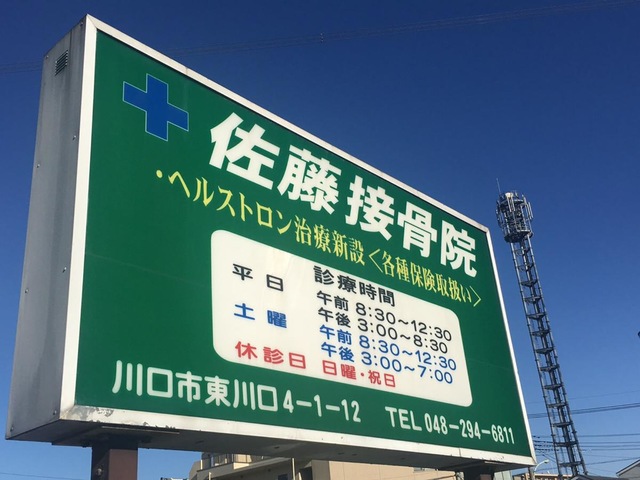 佐藤接骨院
・ヘルストロン治療新設<各種保険取扱い>
診療時間
平日 午前 8:30〜12:30
午後 3:00〜8:30
土曜 午前 8:30〜12:30
午後 3:00〜7:00
休診日 日曜・祝日
川口市東川口4-1-12 TEL 048-294-6811